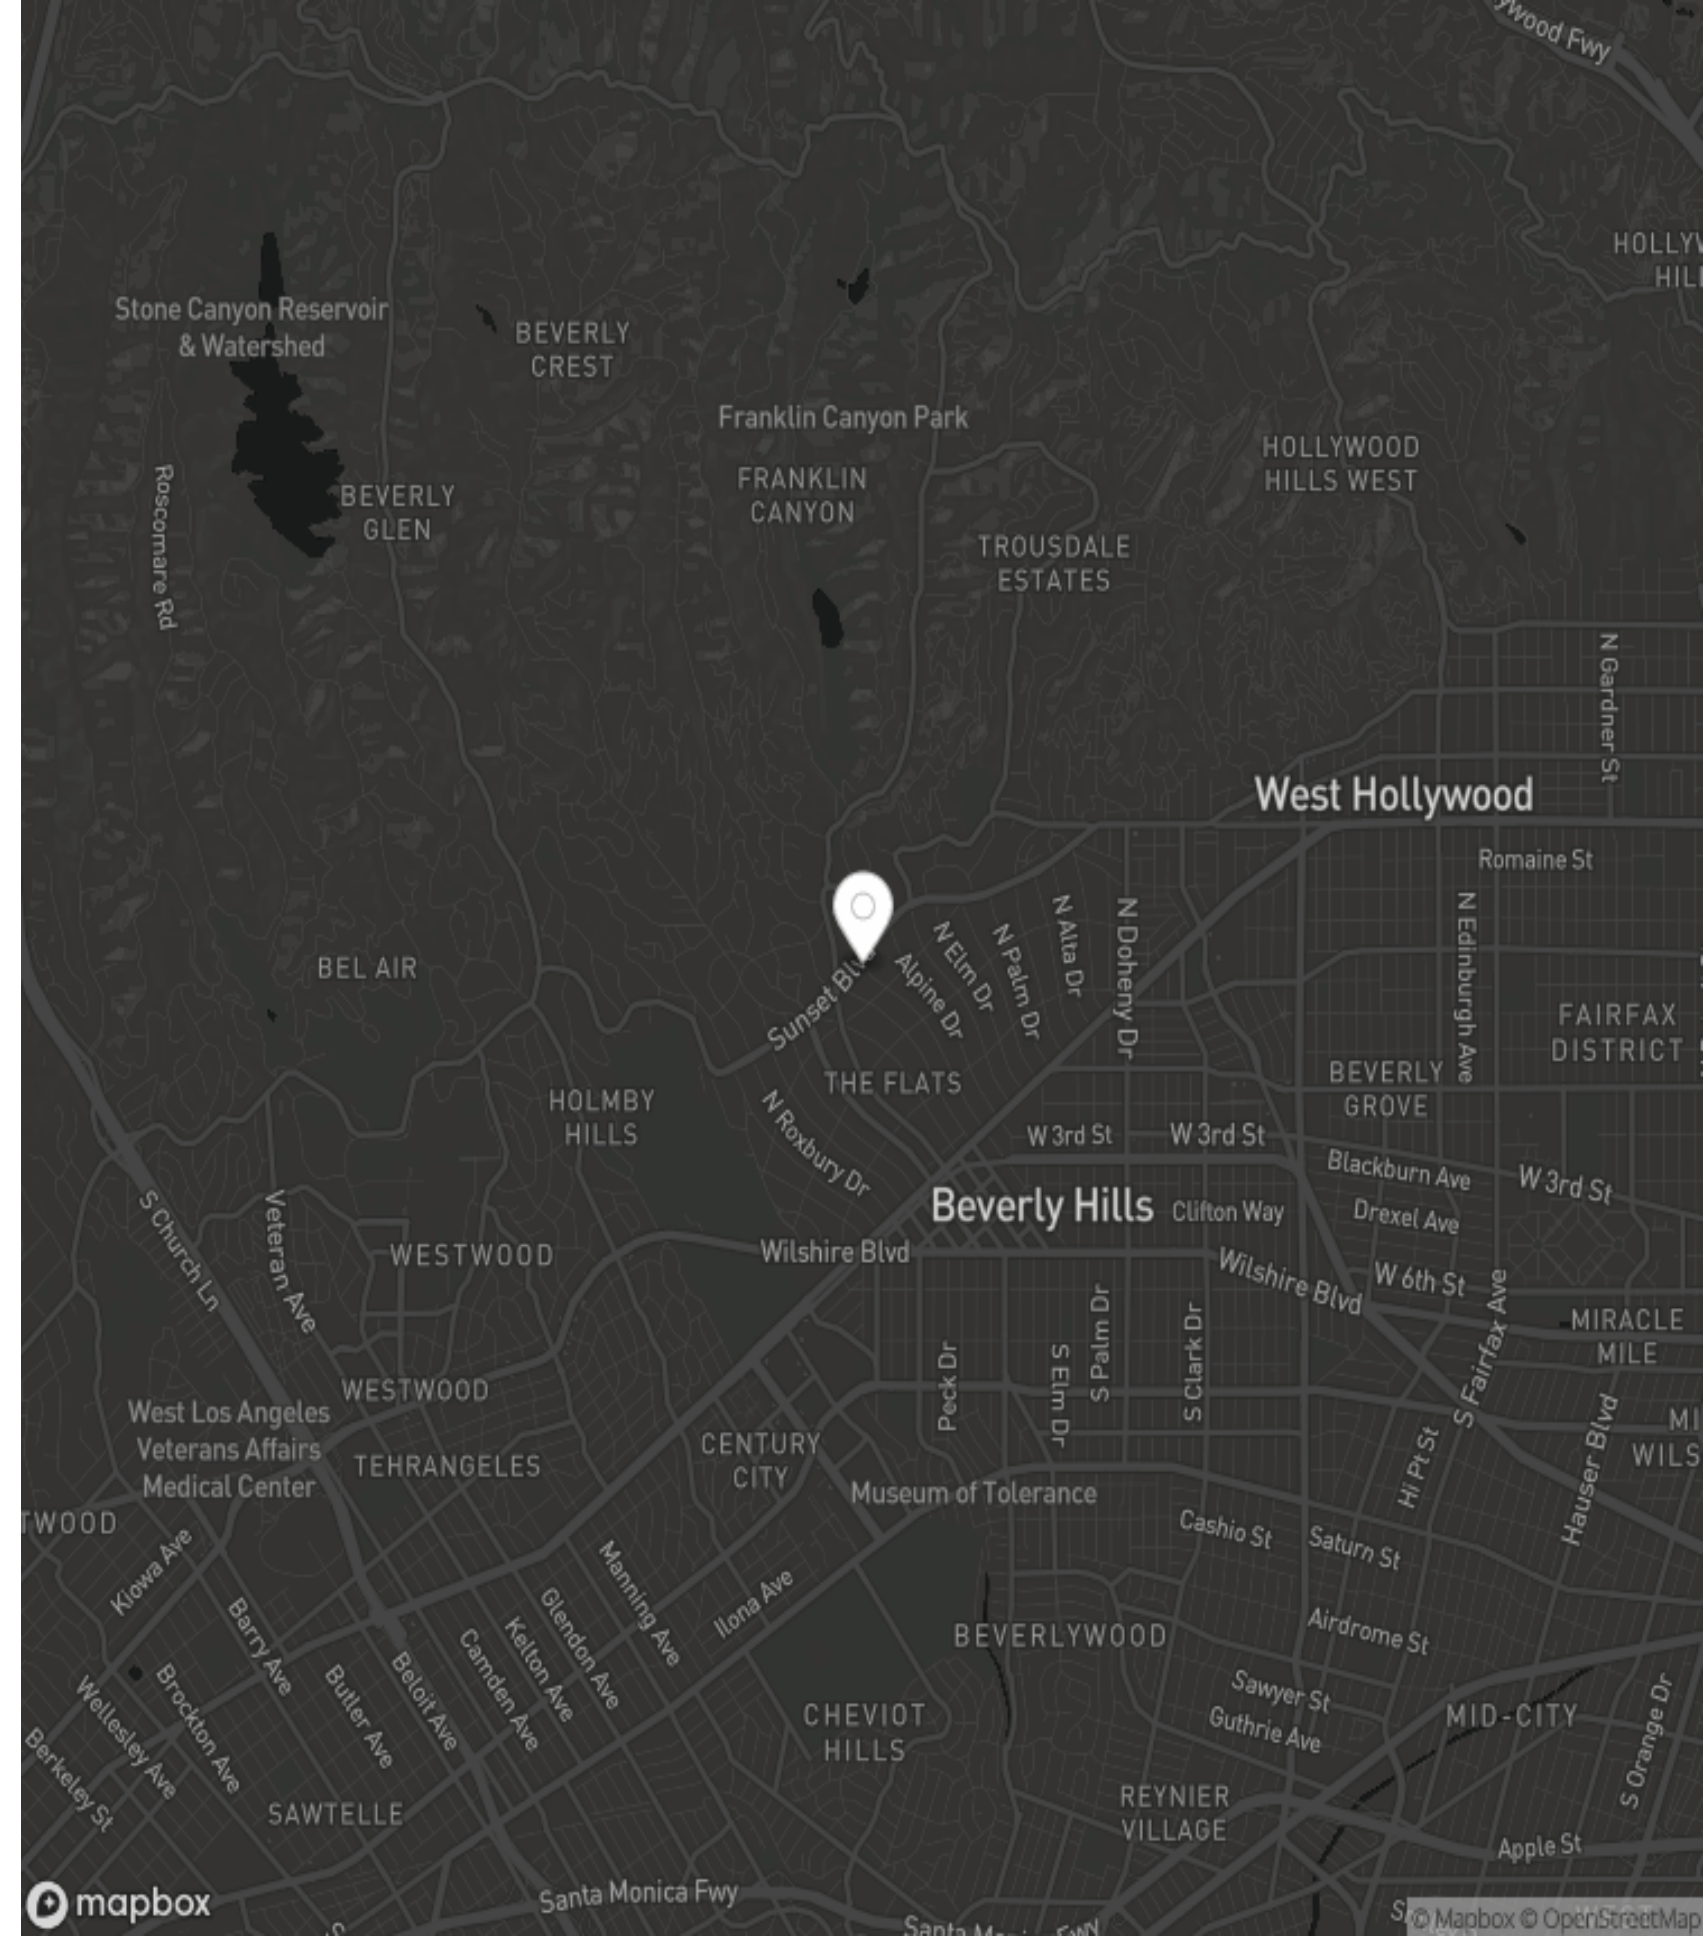 ywood Fwy
HOLLYW
HILL
Stone Canyon Reservoir
& Watershed
BEVERLY
CREST
Franklin Canyon Park
FRANKLIN
CANYON
HOLLYWOOD
HILLS WEST
Roscomare Rd
BEVERLY
GLEN
TROUSDALE
ESTATES
N Gardner St
West Hollywood
Romaine St
N Edinburgh Ave
N Alta Dr
N Doheny Dr
N Elm Dr
N Palm Dr
Alpine Dr
Sunset Blvd
BEL AIR
FAIRFAX
DISTRICT
THE FLATS
BEVERLY
GROVE
HOLMBY
HILLS
N Roxbury Dr
W 3rd St
W 3rd St
Blackburn Ave
W 3rd St
Beverly Hills
Clifton Way
Drexel Ave
S Church Ln
Veteran Ave
WESTWOOD
Wilshire Blvd
Wilshire Blvd
W 6th St
S Fairfax Ave
MIRACLE
MILE
Peck Dr
S Elm Dr
S Palm Dr
S Clark Dr
WESTWOOD
West Los Angeles
Veterans Affairs
Medical Center
TEHRANGELES
CENTURY
CITY
Museum of Tolerance
Hi Pt St
Hauser Blvd
MI
WILS
TWOOD
Kiowa Ave
Cashio St
Saturn St
Manning Ave
Ilona Ave
Glendon Ave
Kelton Ave
Camden Ave
Barry Ave
Beloit Ave
Butler Ave
Brockton Ave
Wellesley Ave
Berkeley St
BEVERLYWOOD
Airdrome St
Sawyer St
Guthrie Ave
MID-CITY
S Orange Dr
CHEVIOT
HILLS
REYNIER
VILLAGE
SAWTELLE
Apple St
Santa Monica Fwy
mapbox
© Mapbox © OpenStreetMap